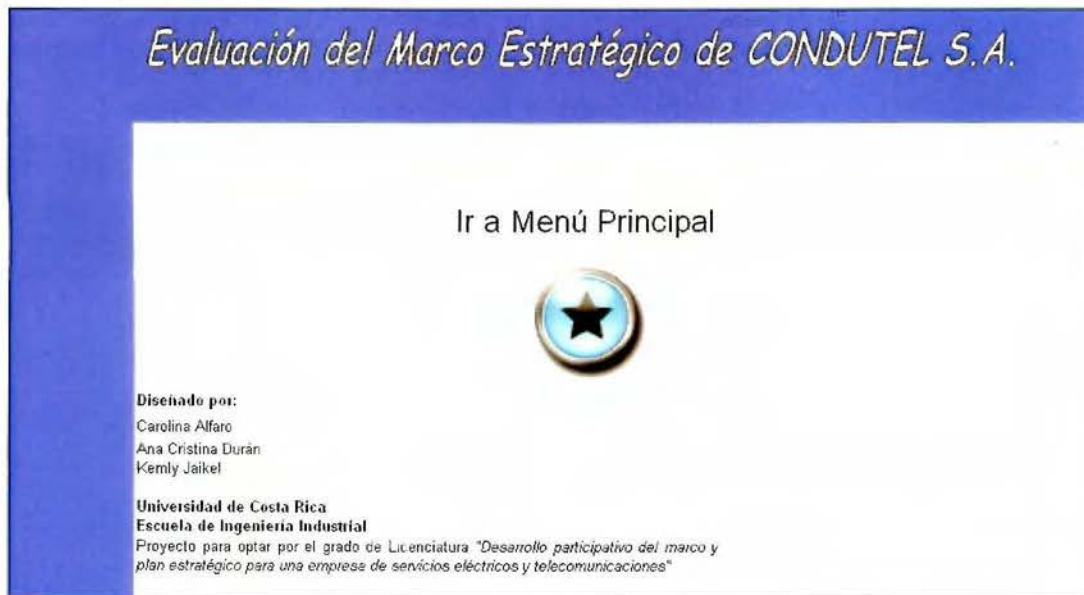 Evaluación del Marco Estratégico de CONDUTEL S.A.
Ir a Menú Principal
Diseñado por:
Carolina Alfaro
Ana Cristina Durán
Kemly Jaikel
Universidad de Costa Rica
Escuela de Ingeniería Industrial
Proyecto para optar por el grado de Licenciatura "Desarrollo participativo del marco y
plan estratégico para una empresa de servicios eléctricos y telecomunicaciones"